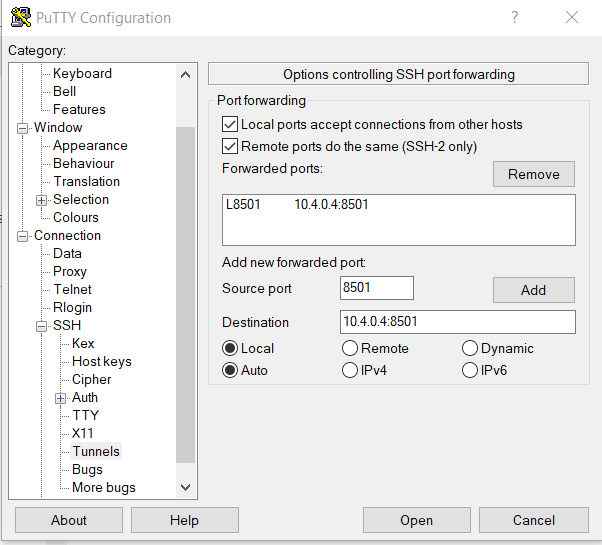 PuTTY Configuration
Category:
Keyboard
Bell
Features
Window
Appearance
Behaviour
Translation
Selection
Colours
Connection
Data
Proxy
Telnet
Rlogin
SSH
Kex
Host keys
Cipher
Auth
TTY
X11
Tunnels
Bugs
More bugs
Options controlling SSH port forwarding
Port forwarding
Local ports accept connections from other hosts
Remote ports do the same (SSH-2 only)
Forwarded ports:
Remove
L8501 10.4.0.4:8501
Add new forwarded port:
Source port 8501 Add
Destination 10.4.0.4:8501
Local Remote Dynamic
Auto IPv4 IPv6
About Help Open Cancel